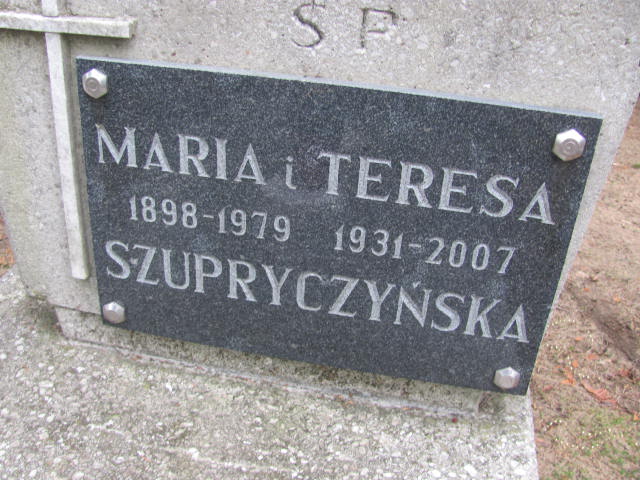 SP
MARIA i TERESA
1898-1979 1931-2007
SZUPRYCZYŃSKA